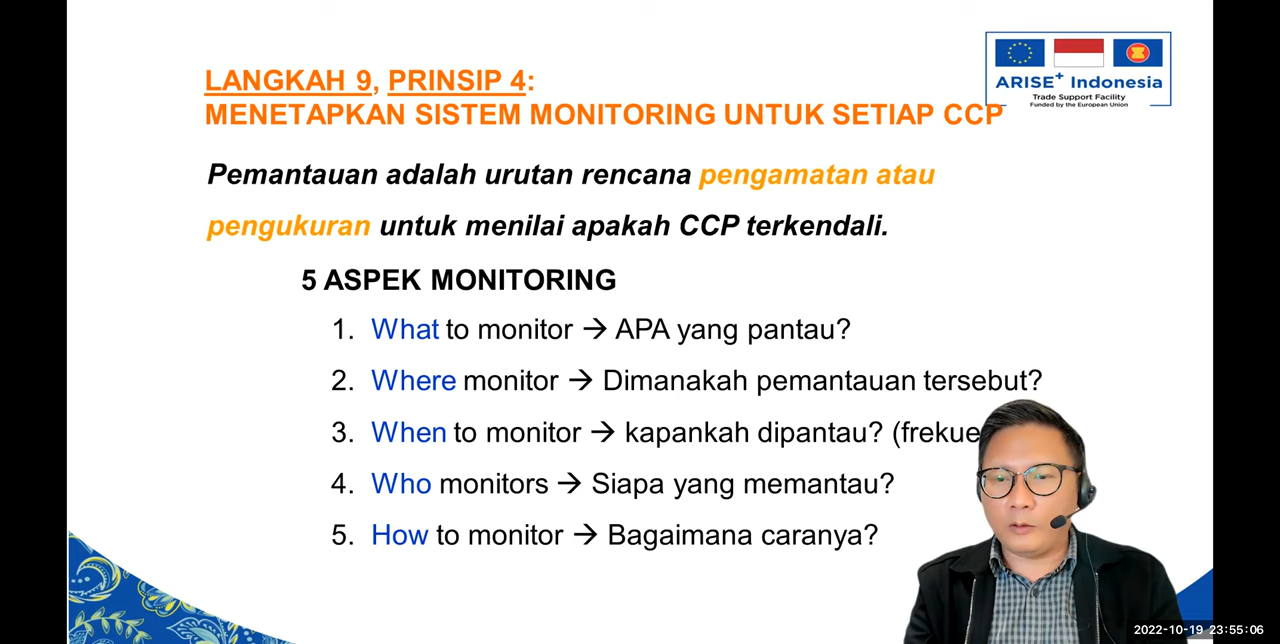 LANGKAH 9, PRINSIP 4:
MENETAPKAN SISTEM MONITORING UNTUK SETIAP CCP
ARISE+ Indonesia
Trade Support Facility
Funded by the European Union
Pemantauan adalah urutan rencana pengamatan atau
pengukuran untuk menilai apakah CCP terkendali.
5 ASPEK MONITORING
1. What to monitor → APA yang pantau?
2. Where monitor → Dimanakah pemantauan tersebut?
3. When to monitor → kapankah dipantau?
4. Who monitors → Siapa yang memantau?
5. How to monitor → Bagaimana caranya?
2022-10-19 23:55:06